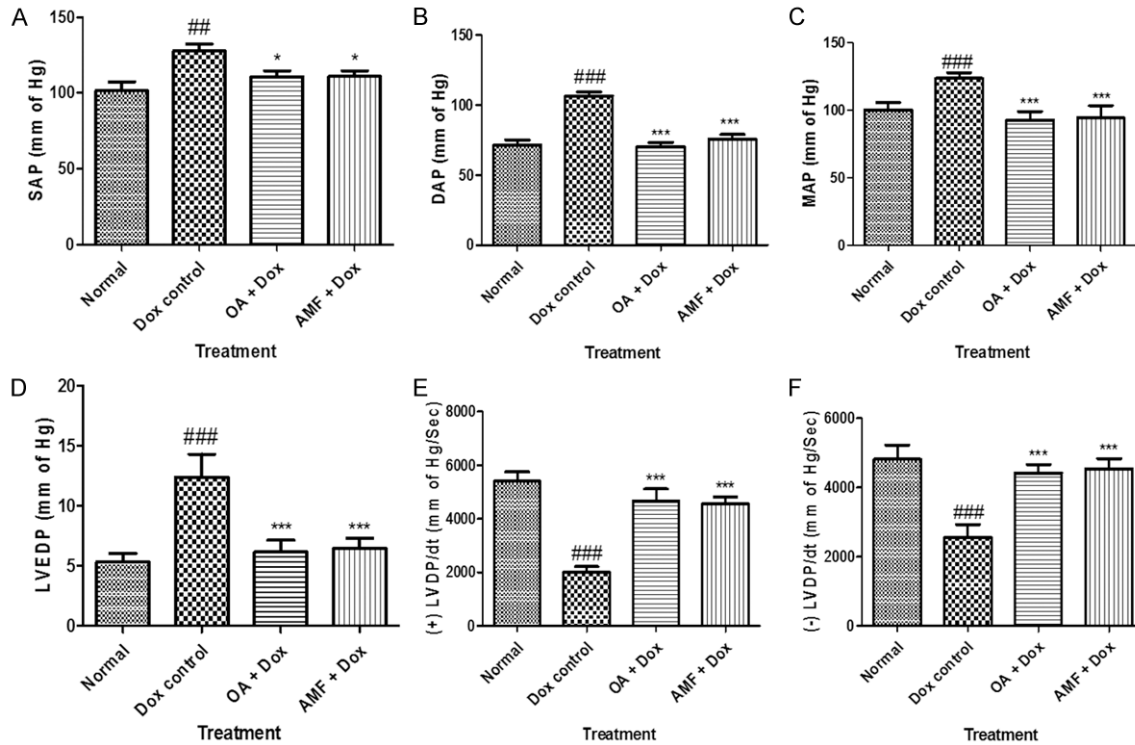 A
SAP (mm of Hg)
150
100
50
0
##
*
*
Normal
Dox control
OA + Dox
AMF + Dox
Treatment
B
DAP (mm of Hg)
150
100
50
0
###
***
***
Normal
Dox control
OA + Dox
AMF + Dox
Treatment
C
MAP (mm of Hg)
150
100
50
0
###
***
***
Normal
Dox control
OA + Dox
AMF + Dox
Treatment
D
LVEDP (mm of Hg)
20
15
10
5
0
###
***
***
Normal
Dox control
OA + Dox
AMF + Dox
Treatment
E
(+) LVDP/dt (mm of Hg/Sec)
8000
6000
4000
2000
0
###
***
***
Normal
Dox control
OA + Dox
AMF + Dox
Treatment
F
(-) LVDP/dt (mm of Hg/Sec)
6000
4000
2000
0
###
***
***
Normal
Dox control
OA + Dox
AMF + Dox
Treatment